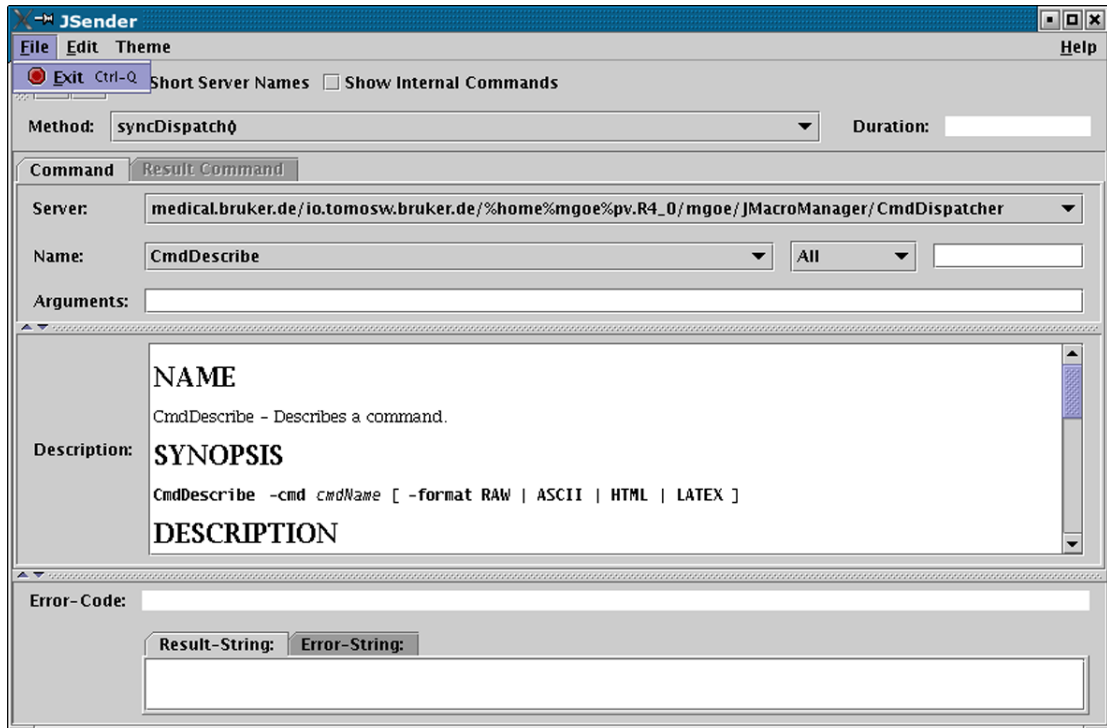 JSender
File Edit Theme Help
Exit Ctrl-Q
Short Server Names Show Internal Commands
Method: syncDispatch() Duration:
Command Result Command
Server: medical.bruker.de/io.tomosw.bruker.de/%home%mgoe%pv.R4_0/mgoe/JMacroManager/CmdDispatcher
Name: CmdDescribe All
Arguments:
NAME
CmdDescribe - Describes a command.
Description:
SYNOPSIS
CmdDescribe -cmd cmdName [ -format RAW | ASCII | HTML | LATEX ]
DESCRIPTION
Error-Code:
Result-String: Error-String: